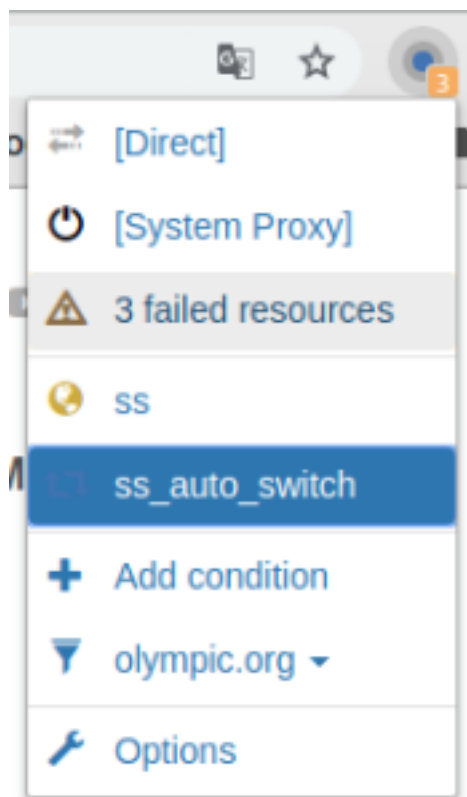 3
[Direct]
[System Proxy]
3 failed resources
ss
ss_auto_switch
Add condition
olympic.org
Options